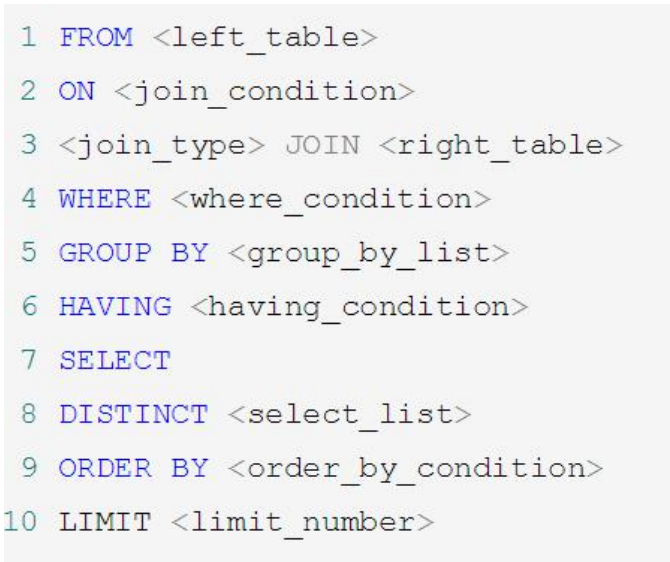 1 FROM <left_table>
2 ON <join_condition>
3 <join_type> JOIN <right_table>
4 WHERE <where_condition>
5 GROUP BY <group_by_list>
6 HAVING <having_condition>
7 SELECT
8 DISTINCT <select_list>
9 ORDER BY <order_by_condition>
10 LIMIT <limit_number>